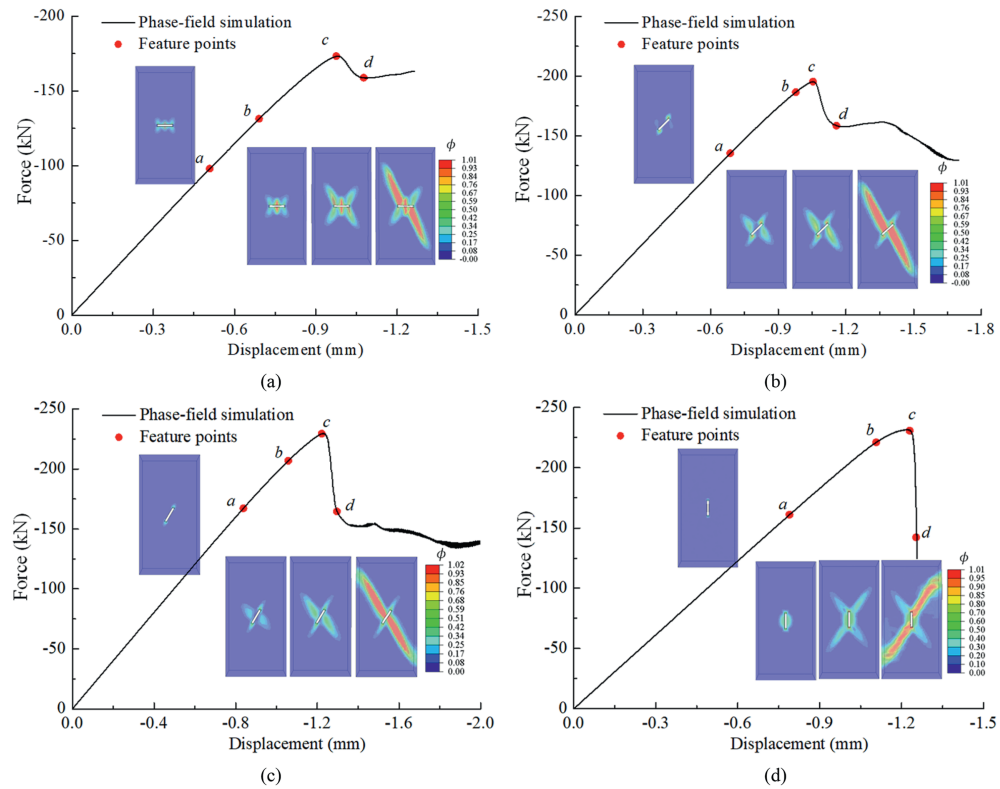 -200
-150
-100
-50
0
Force (kN)
Phase-field simulation
Feature points
a
b
c
d
ϕ
1.01
0.93
0.84
0.76
0.67
0.59
0.50
0.42
0.34
0.25
0.17
0.08
-0.00
0.0
-0.3
-0.6
-0.9
-1.2
-1.5
Displacement (mm)
(a)
-250
-200
-150
-100
-50
0
Force (kN)
Phase-field simulation
Feature points
a
b
c
d
ϕ
1.01
0.93
0.84
0.76
0.67
0.59
0.50
0.42
0.34
0.25
0.17
0.08
-0.00
0.0
-0.3
-0.6
-0.9
-1.2
-1.5
-1.8
Displacement (mm)
(b)
-250
-200
-150
-100
-50
0
Force (kN)
Phase-field simulation
Feature points
a
b
c
d
ϕ
1.02
0.93
0.85
0.76
0.68
0.59
0.51
0.42
0.34
0.25
0.17
0.08
0.00
0.0
-0.4
-0.8
-1.2
-1.6
-2.0
Displacement (mm)
(c)
-250
-200
-150
-100
-50
0
Force (kN)
Phase-field simulation
Feature points
a
b
c
d
ϕ
1.01
0.95
0.90
0.80
0.70
0.60
0.50
0.40
0.30
0.20
0.10
0.00
0.0
-0.3
-0.6
-0.9
-1.2
-1.5
Displacement (mm)
(d)